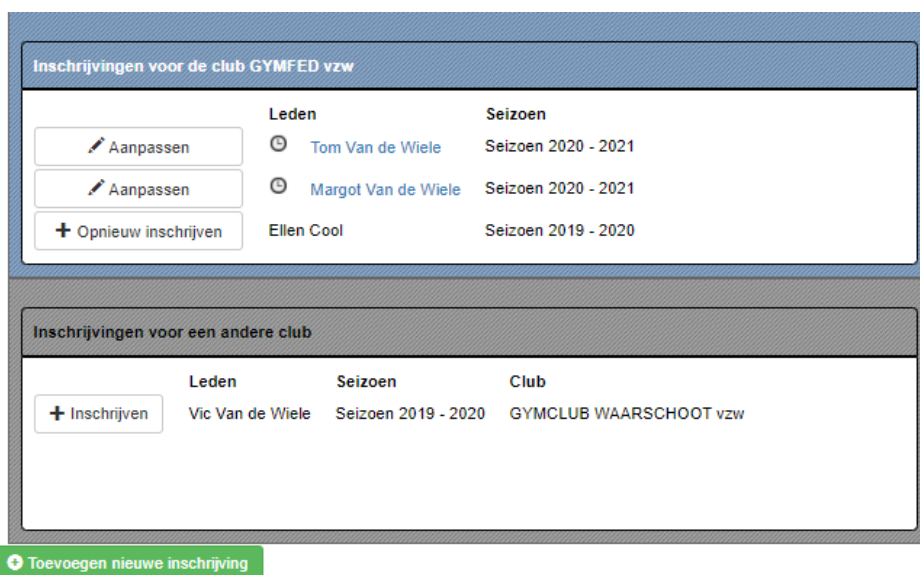 Inschrijvingen voor de club GYMFED vzw
Leden Seizoen
Aanpassen Tom Van de Wiele Seizoen 2020 - 2021
Aanpassen Margot Van de Wiele Seizoen 2020 - 2021
Opnieuw inschrijven Ellen Cool Seizoen 2019 - 2020
Inschrijvingen voor een andere club
Leden Seizoen Club
Inschrijven Vic Van de Wiele Seizoen 2019 - 2020 GYMCLUB WAARSCHOOT vzw
Toevoegen nieuwe inschrijving